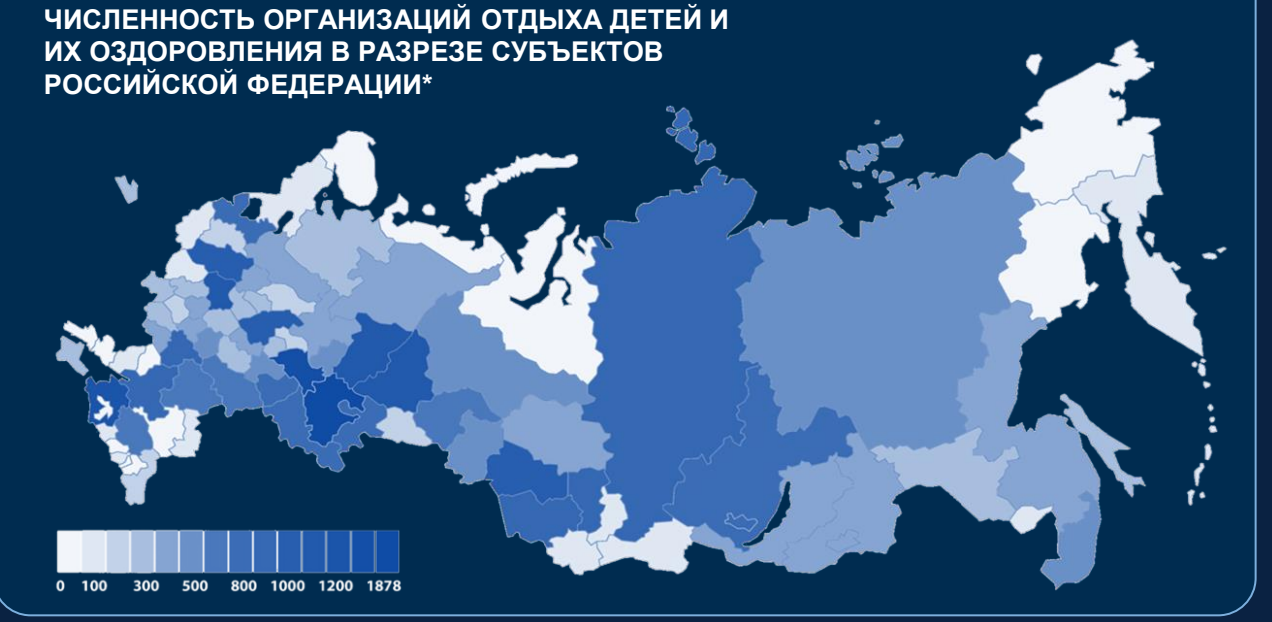 ЧИСЛЕННОСТЬ ОРГАНИЗАЦИЙ ОТДЫХА ДЕТЕЙ И
ИХ ОЗДОРОВЛЕНИЯ В РАЗРЕЗЕ СУБЪЕКТОВ
РОССИЙСКОЙ ФЕДЕРАЦИИ*
0 100 300 500 800 1000 1200 1878